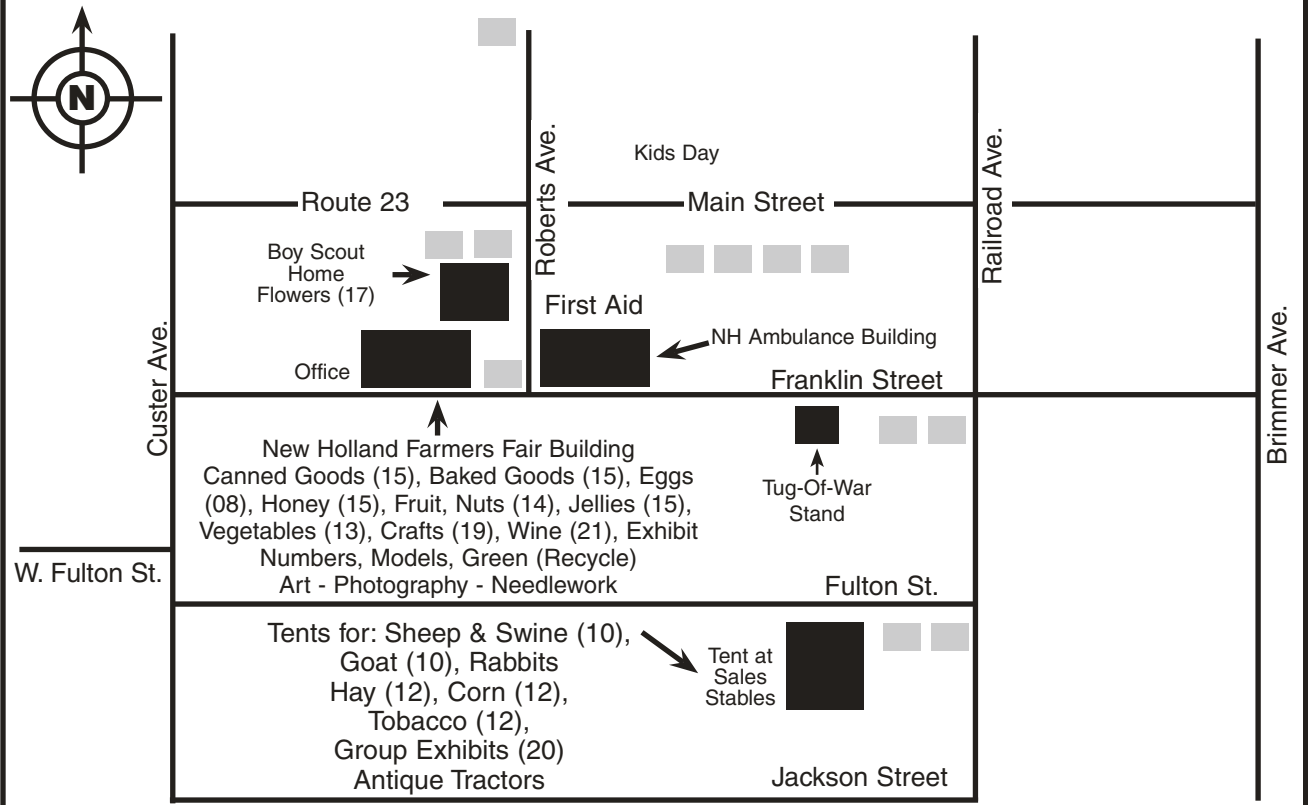 N
Kids Day
Roberts Ave.
Railroad Ave.
Route 23
Main Street
Boy Scout
Home
Flowers (17)
First Aid
NH Ambulance Building
Office
Franklin Street
Custer Ave.
Brimmer Ave.
New Holland Farmers Fair Building
Canned Goods (15), Baked Goods (15), Eggs
(08), Honey (15), Fruit, Nuts (14), Jellies (15),
Vegetables (13), Crafts (19), Wine (21), Exhibit
Numbers, Models, Green (Recycle)
Art - Photography - Needlework
Tug-Of-War
Stand
W. Fulton St.
Fulton St.
Tents for: Sheep & Swine (10),
Goat (10), Rabbits
Hay (12), Corn (12),
Tobacco (12),
Group Exhibits (20)
Antique Tractors
Tent at
Sales
Stables
Jackson Street